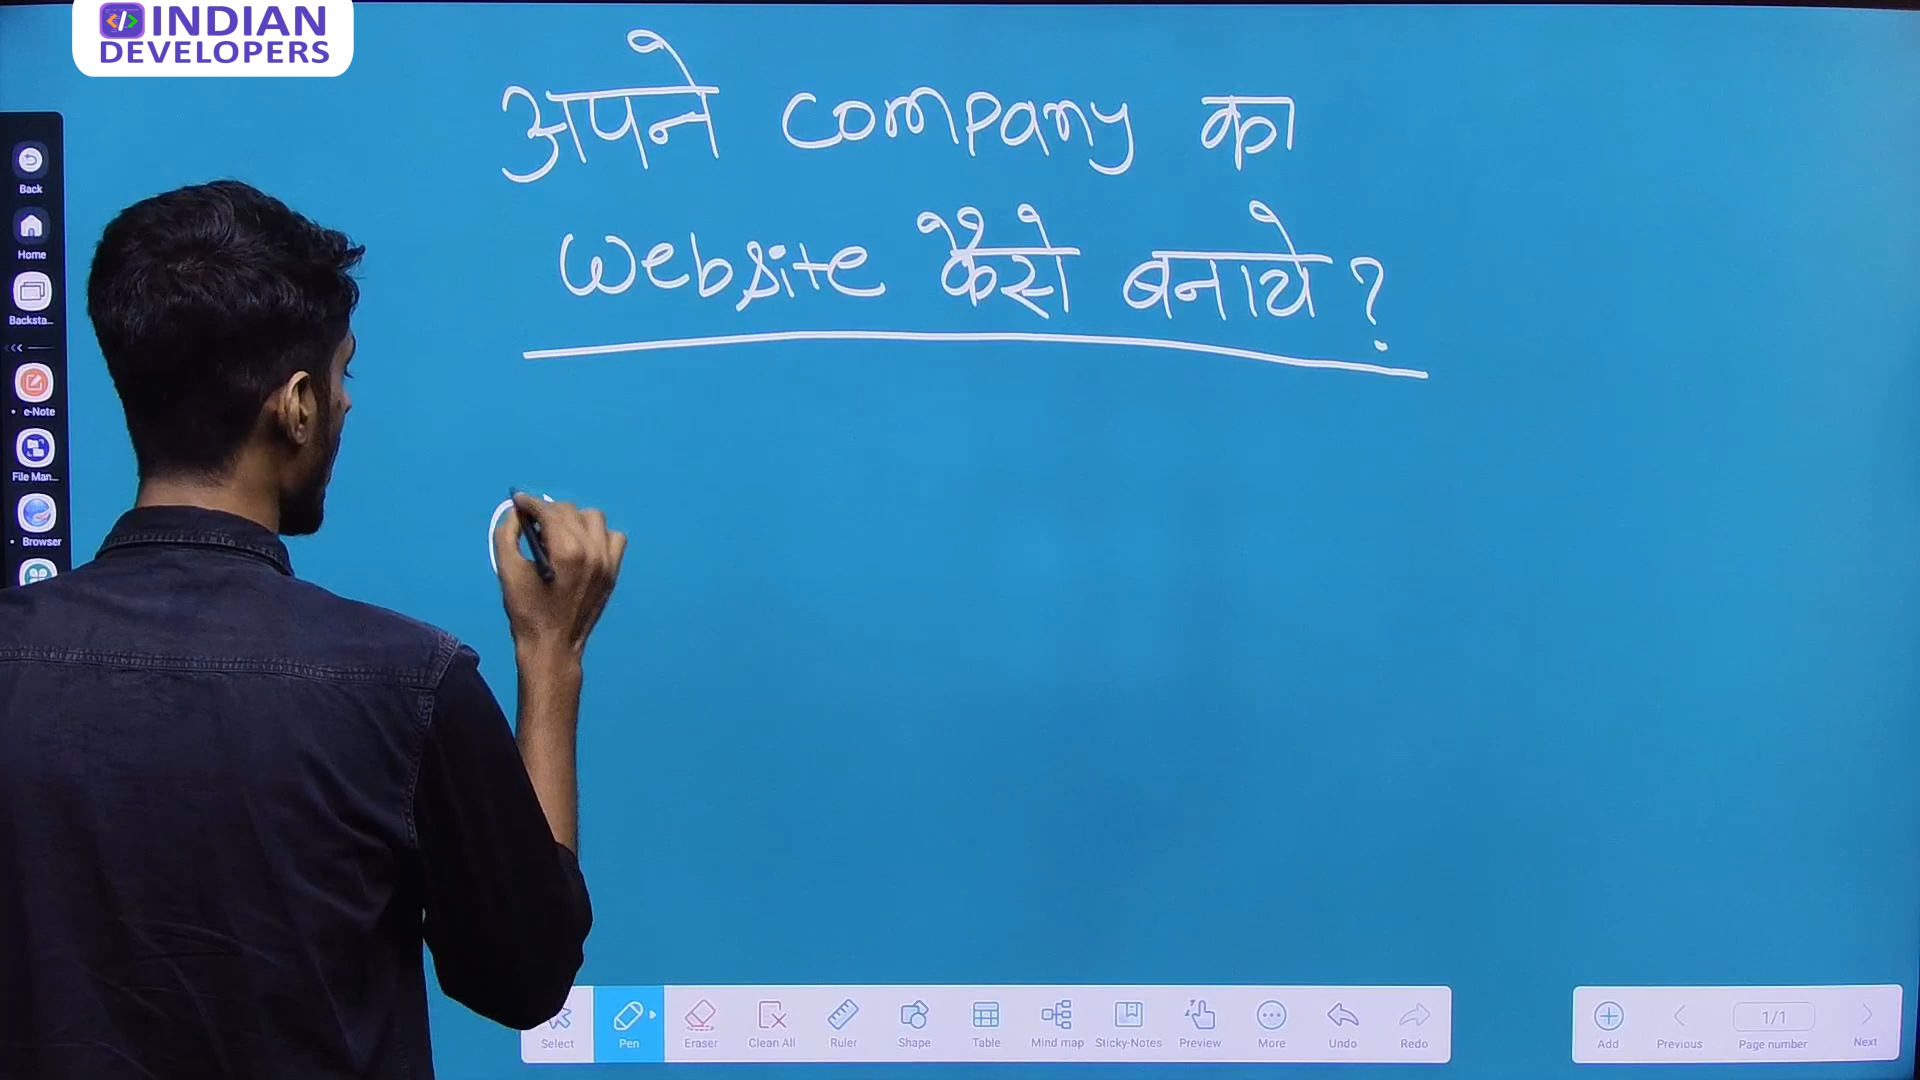 INDIAN
DEVELOPERS
अपने company का
website कैसे बनाये?
Back
Home
Backsta...
e-Note
File Man...
Browser
Select
Pen
Eraser
Clean All
Ruler
Shape
Table
Mind map
Sticky-Notes
Preview
More
Undo
Redo
Add
Previous
1/1
Page number
Next